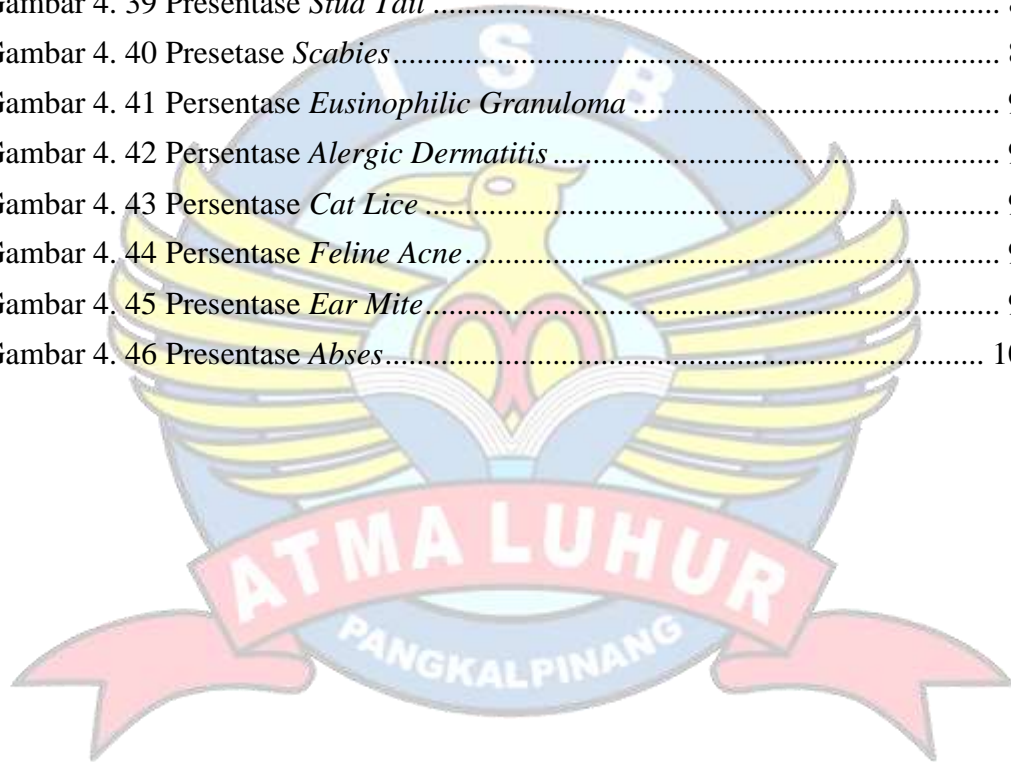 Gambar 4. 39 Presentase Stud Tail
Gambar 4. 40 Presetase Scabies
Gambar 4. 41 Persentase Eusinophilic Granuloma
Gambar 4. 42 Persentase Alergic Dermatitis
Gambar 4. 43 Persentase Cat Lice
Gambar 4. 44 Persentase Feline Acne
Gambar 4. 45 Presentase Ear Mite
Gambar 4. 46 Presentase Abses
I S B
ATMA LUHUR
PANGKALPINANG